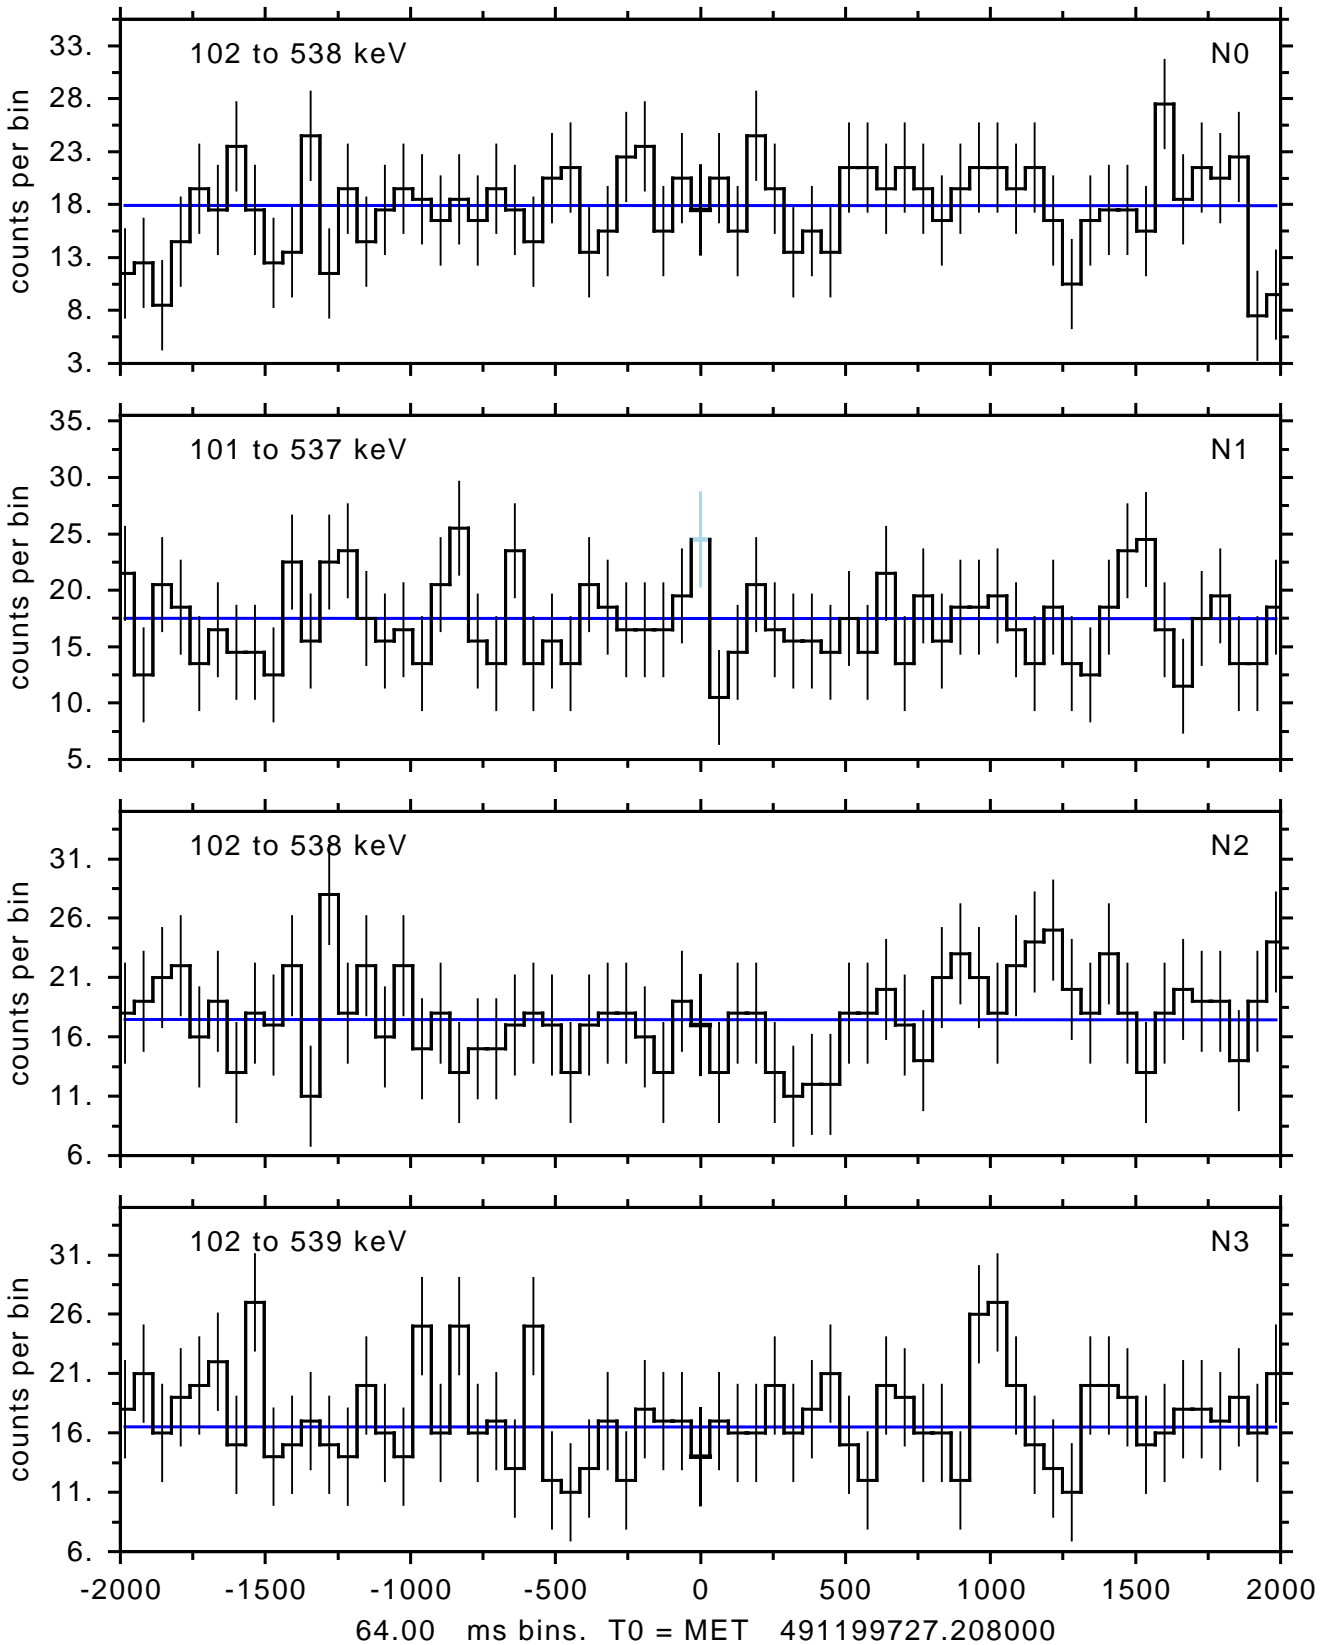 102 to 538 keV N0
33.
28.
23.
18.
13.
8.
3.
counts per bin
101 to 537 keV N1
35.
30.
25.
20.
15.
10.
5.
counts per bin
102 to 538 keV N2
31.
26.
21.
16.
11.
6.
counts per bin
102 to 539 keV N3
31.
26.
21.
16.
11.
6.
counts per bin
-2000 -1500 -1000 -500 0 500 1000 1500 2000
64.00 ms bins. T0 = MET 491199727.208000